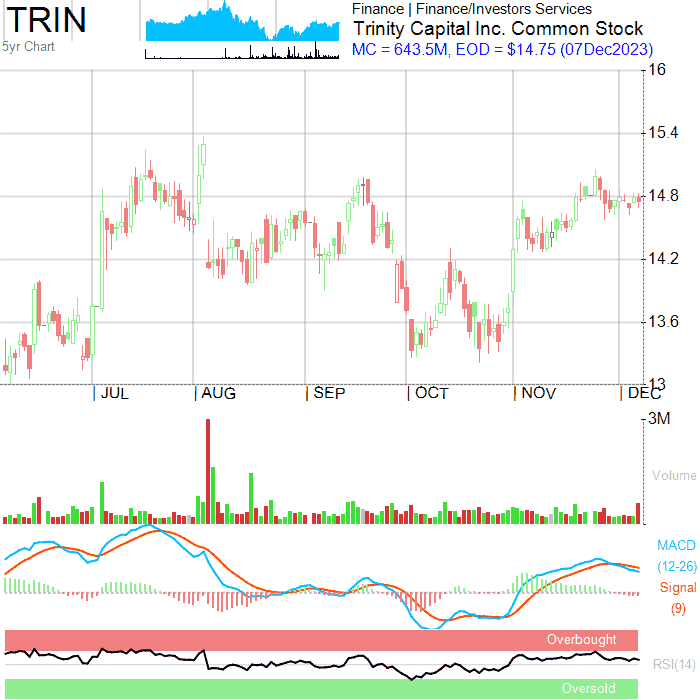 TRIN
5yr Chart
Finance | Finance/Investors Services
Trinity Capital Inc. Common Stock
MC = 643.5M, EOD = $14.75 (07Dec2023)
16
15.4
14.8
14.2
13.6
13
| JUL | AUG | SEP | OCT | NOV | DEC
3M
Volume
MACD
(12-26)
Signal
(9)
Overbought
RSI(14)
Oversold